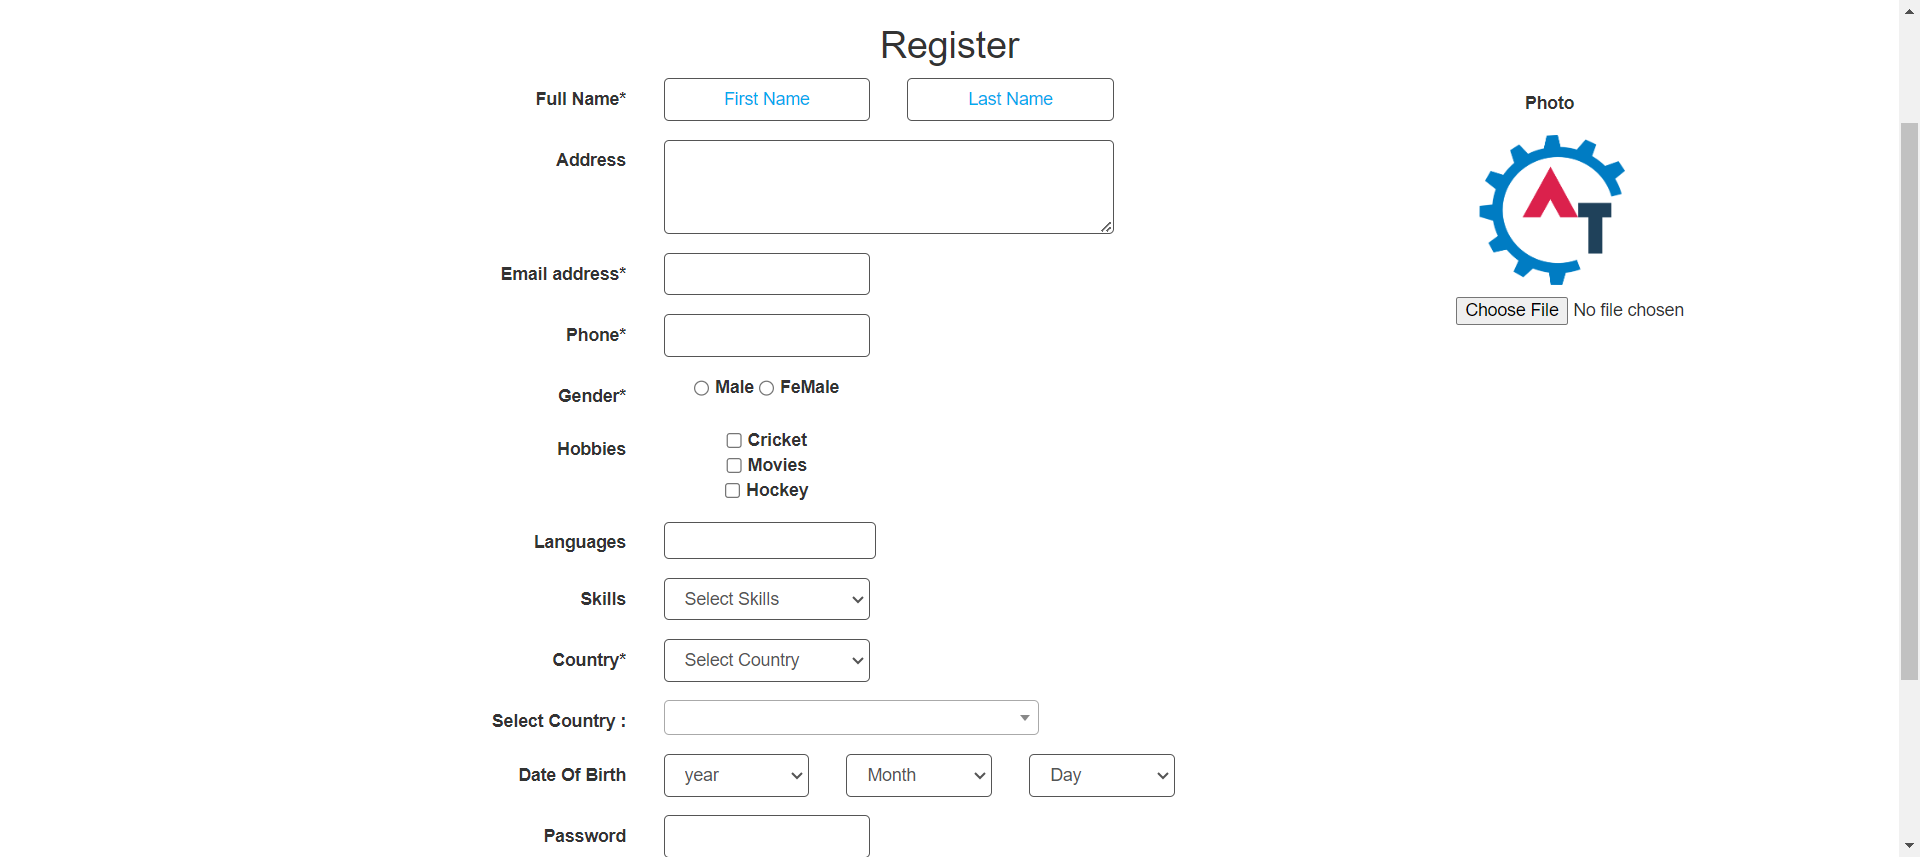 Register
Full Name* First Name Last Name
Photo
Address
AT
Email address*
Choose File No file chosen
Phone*
Gender* Male FeMale
Hobbies Cricket
Movies
Hockey
Languages
Skills Select Skills
Country* Select Country
Select Country :
Date Of Birth year Month Day
Password